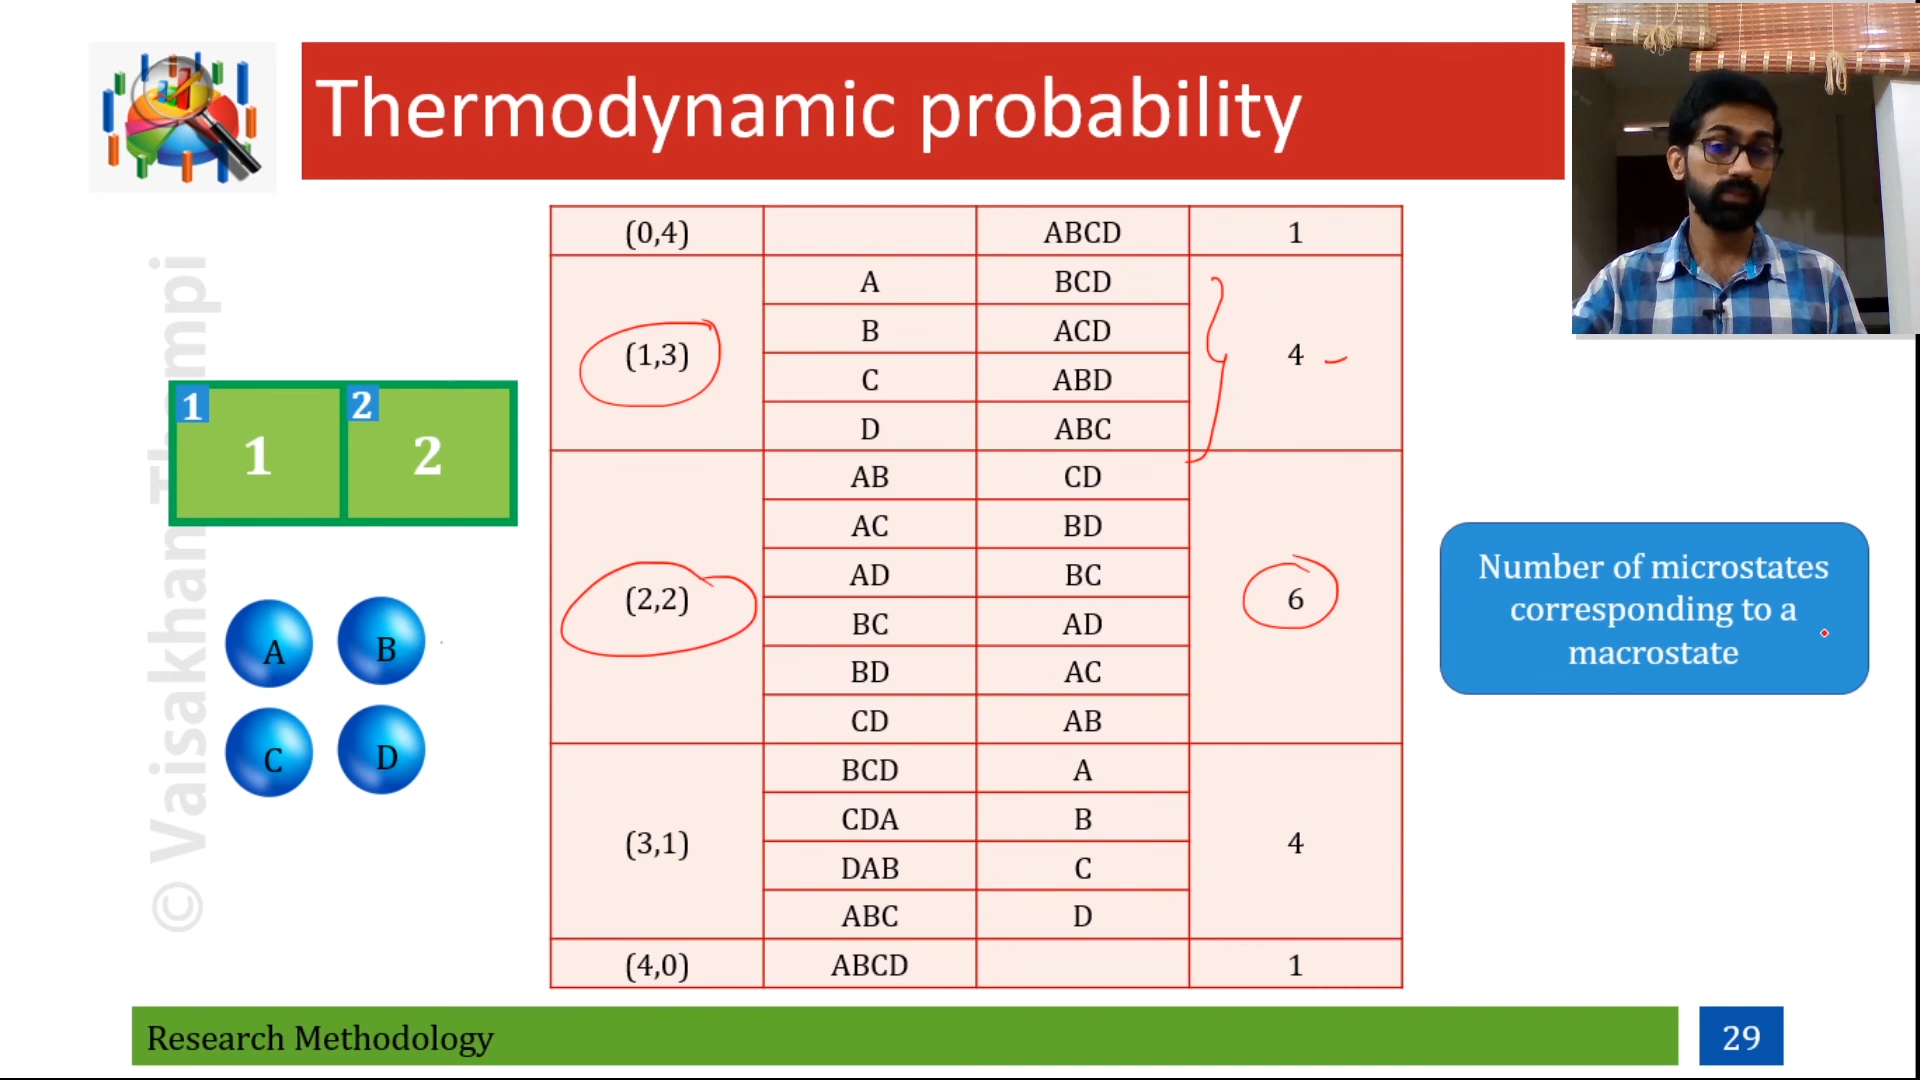 Thermodynamic probability
(0,4) ABCD 1
(1,3) A BCD 4
B ACD
C ABD
D ABC
(2,2) AB CD 6
AC BD
AD BC
BC AD
BD AC
CD AB
(3,1) BCD A 4
CDA B
DAB C
ABC D
(4,0) ABCD 1
1 2
1 2
A B
C D
Number of microstates
corresponding to a
macrostate
Research Methodology
29